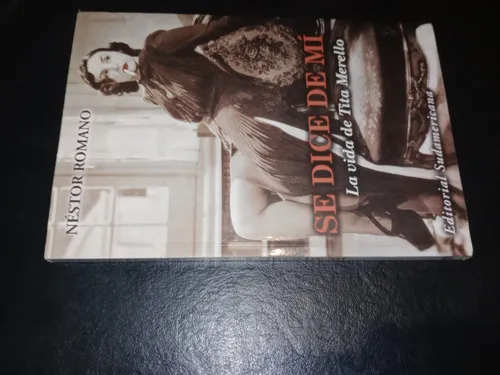 NÉSTOR ROMANO
SE DICE DE MÍ
La vida de Tita Merello
Editorial Sudamericana